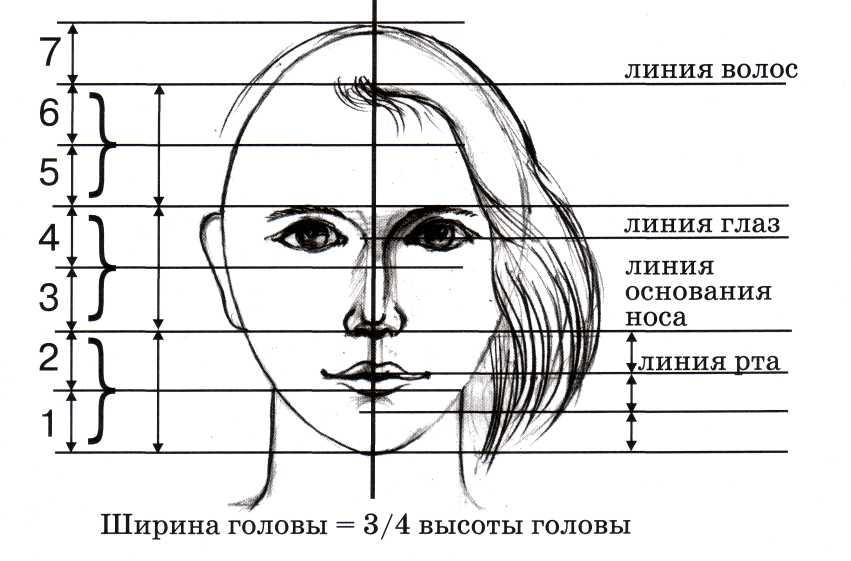 7
линия волос
6
5
линия глаз
4
линия
основания
носа
3
2
линия рта
1
Ширина головы = 3/4 высоты головы